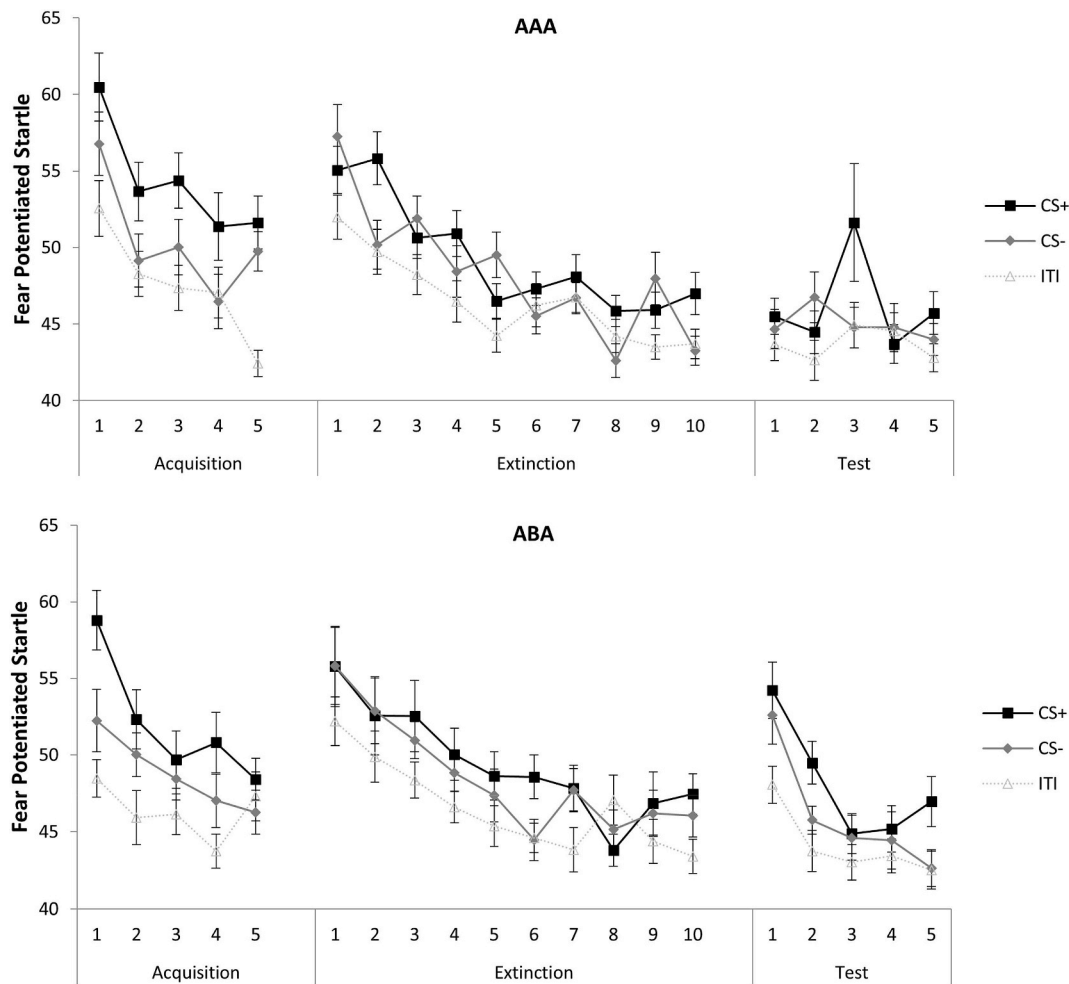 AAA
Fear Potentiated Startle
65
60
55
50
45
40
1 2 3 4 5 1 2 3 4 5 6 7 8 9 10 1 2 3 4 5
Acquisition Extinction Test
CS+
CS-
ITI
ABA
Fear Potentiated Startle
65
60
55
50
45
40
1 2 3 4 5 1 2 3 4 5 6 7 8 9 10 1 2 3 4 5
Acquisition Extinction Test
CS+
CS-
ITI